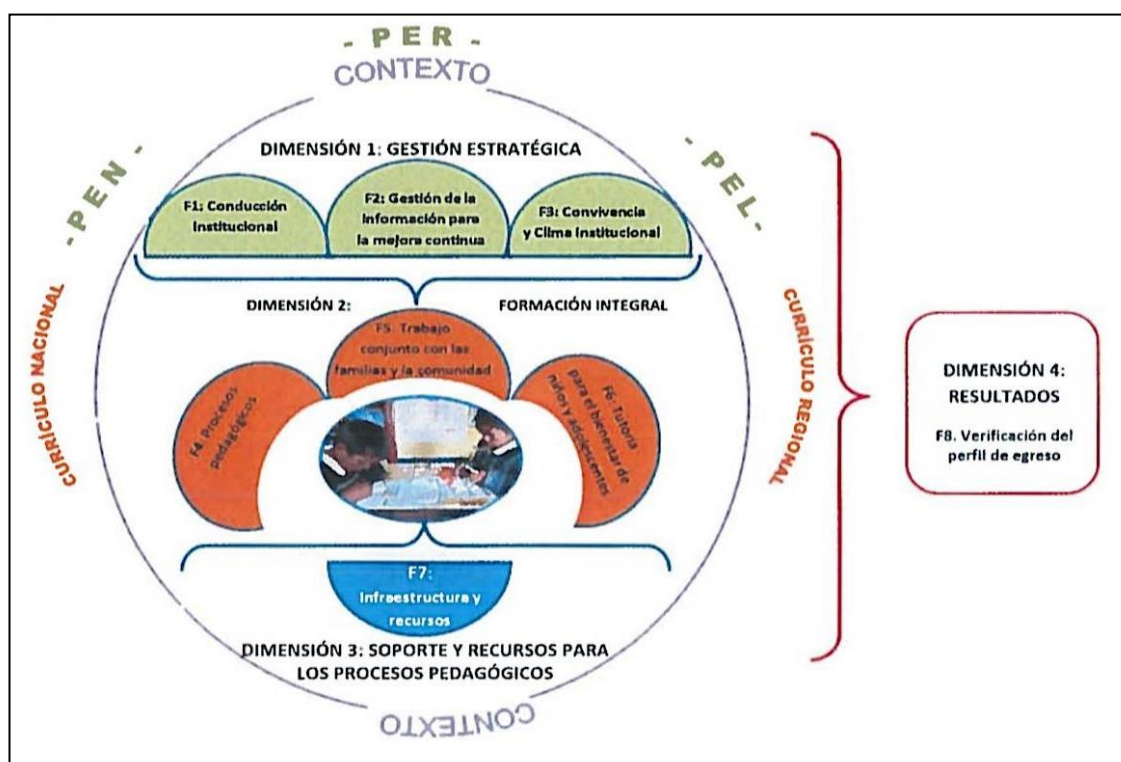 - PER -
CONTEXTO
- PEN -
- PEL -
DIMENSIÓN 1: GESTIÓN ESTRATÉGICA
F1: Conducción
Institucional
F2: Gestión de la
Información para
la mejora continua
F3: Convivencia
y Clima Institucional
DIMENSIÓN 2:
FORMACIÓN INTEGRAL
F5. Trabajo
conjunto con las
familias y la comunidad
F4: Procesos
Pedagógicos
F6: Tutoría
para el bienestar de
niños y adolescentes
CURRÍCULO NACIONAL
CURRÍCULO REGIONAL
F7:
Infraestructura y
recursos
DIMENSIÓN 3: SOPORTE Y RECURSOS PARA
LOS PROCESOS PEDAGÓGICOS
CONTEXTO
DIMENSIÓN 4:
RESULTADOS
F8. Verificación del
perfil de egreso